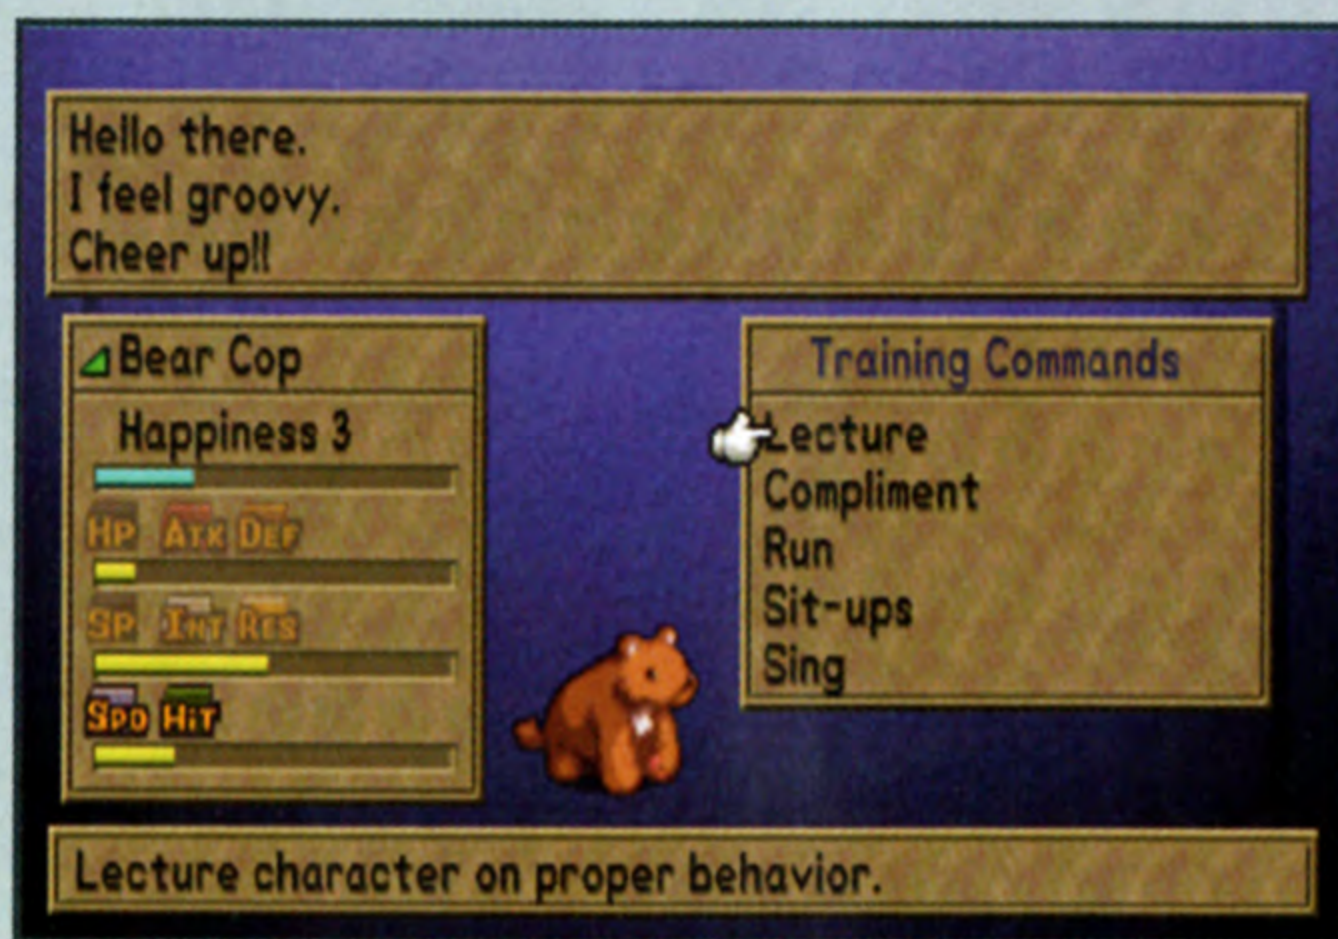 Hello there.
I feel groovy.
Cheer up!!
Bear Cop
Happiness 3
HP ATK DEF
SP INT RES
SPD HIT
Training Commands
Lecture
Compliment
Run
Sit-ups
Sing
Lecture character on proper behavior.